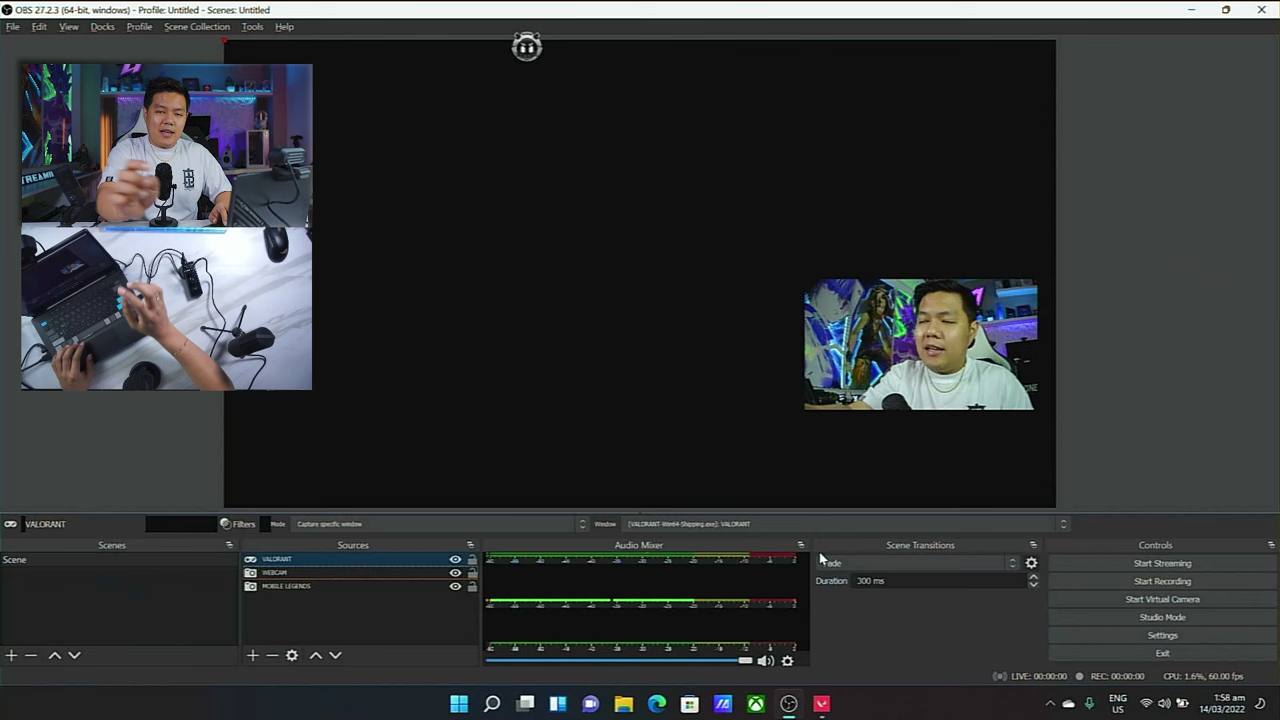 OBS 27.2.3 (64-bit, windows) - Profile: Untitled - Scenes: Untitled
File Edit View Docks Profile Scene Collection Tools Help
STREAMI
VALORANT Filters Mode Capture specific window Window [VALORANT-Win64-Shipping.exe]: VALORANT
Scenes Sources Audio Mixer Scene Transitions Controls
Scene
VALORANT
WEBCAM
MOBILE LEGENDS
Fade
Duration 300 ms
Start Streaming
Start Recording
Start Virtual Camera
Studio Mode
Settings
Exit
LIVE: 00:00:00 REC: 00:00:00 CPU: 1.6%, 60.00 fps
ENG
US
1:58 am
14/03/2022